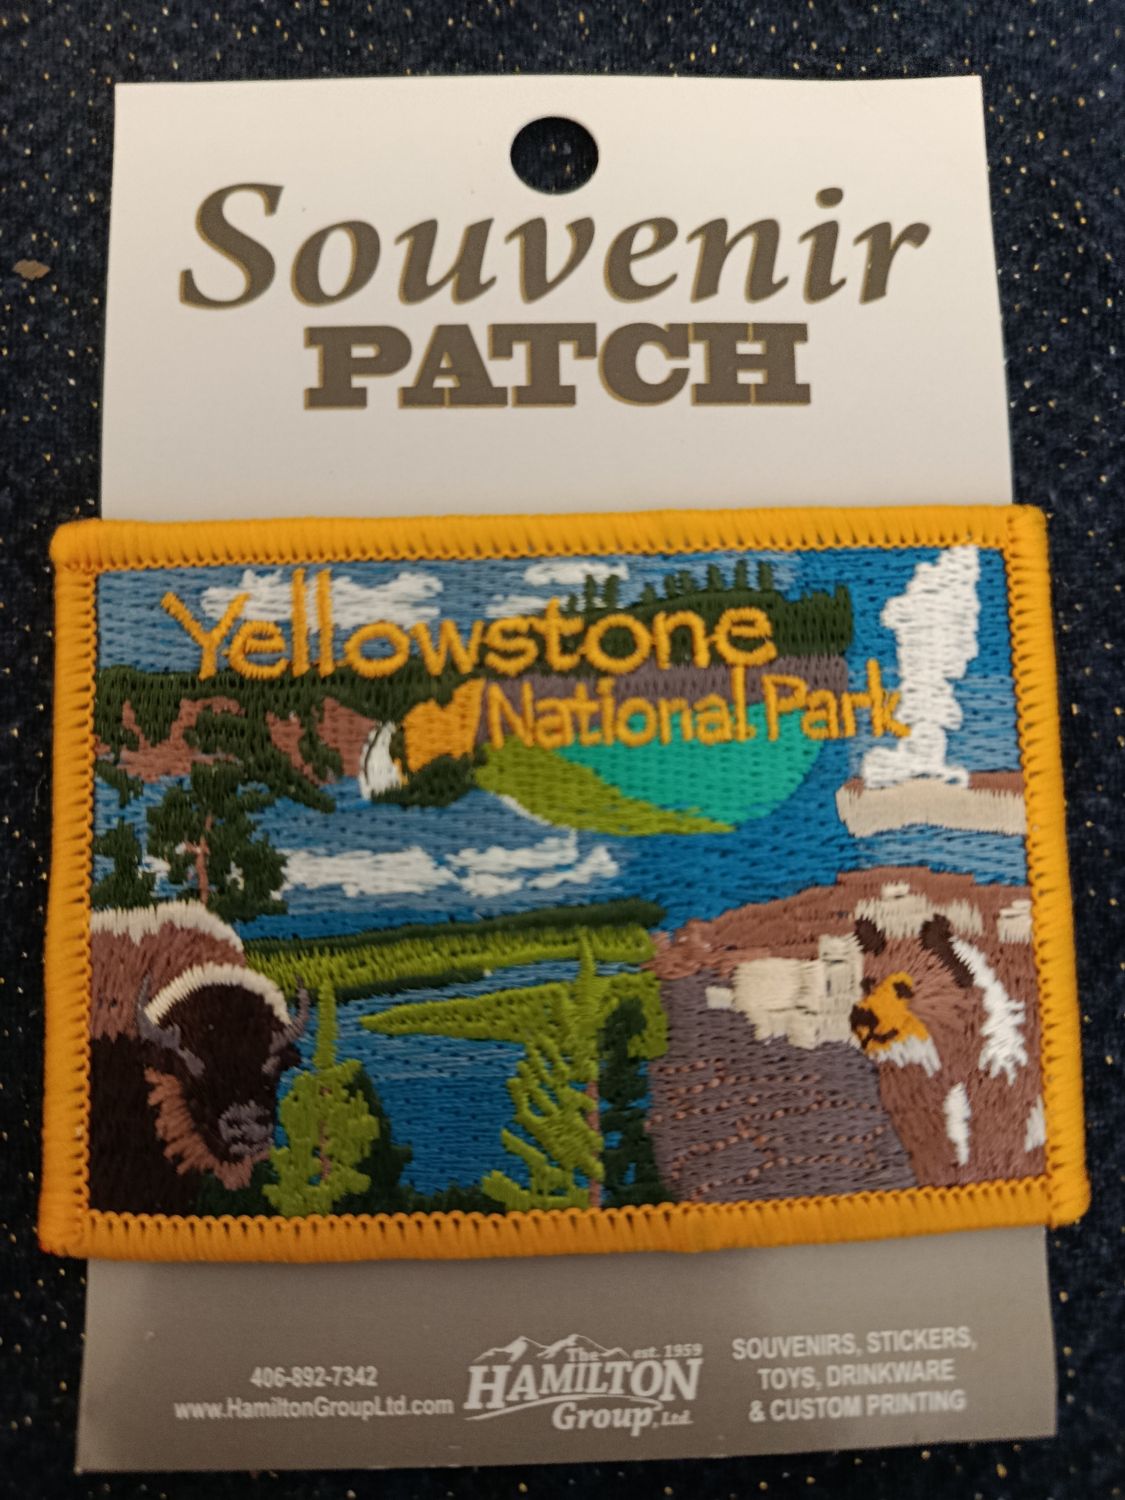 Souvenir
PATCH
Yellowstone
National Park
406-892-7342
www.HamiltonGroupLtd.com
The est. 1959
HAMILTON
Group, Ltd.
SOUVENIRS, STICKERS,
TOYS, DRINKWARE
& CUSTOM PRINTING